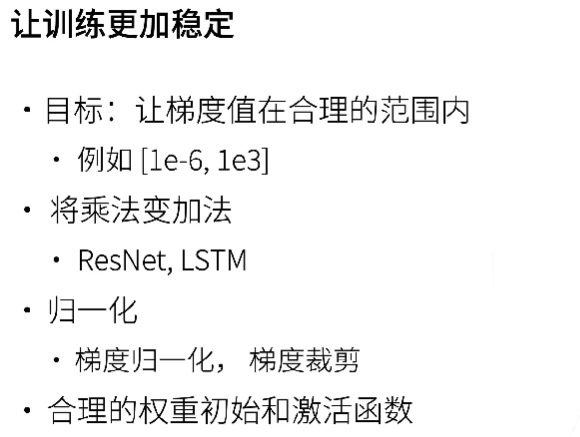 让训练更加稳定
• 目标：让梯度值在合理的范围内
• 例如 [1e-6, 1e3]
• 将乘法变加法
• ResNet, LSTM
• 归一化
• 梯度归一化， 梯度裁剪
• 合理的权重初始和激活函数